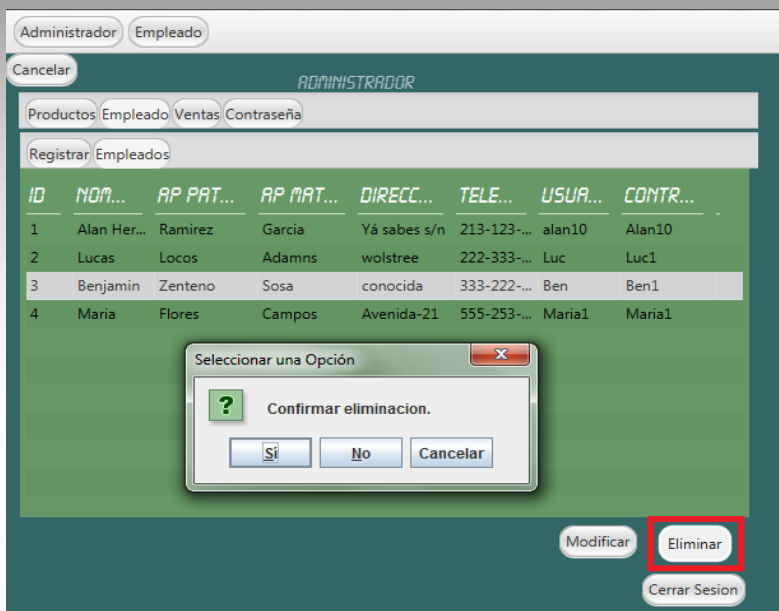 Administrador Empleado
Cancelar
ADMINISTRADOR
Productos Empleado Ventas Contraseña
Registrar Empleados
ID NOM... AP PAT... AP MAT... DIRECC... TELE... USUA... CONTR...
1 Alan Her... Ramirez Garcia Yá sabes s/n 213-123-... alan10 Alan10
2 Lucas Locos Adamns wolstree 222-333-... Luc Luc1
3 Benjamin Zenteno Sosa conocida 333-222-... Ben Ben1
4 Maria Flores Campos Avenida-21 555-253-... Maria1 Maria1
Seleccionar una Opción
? Confirmar eliminacion.
Sí No Cancelar
Modificar Eliminar
Cerrar Sesion